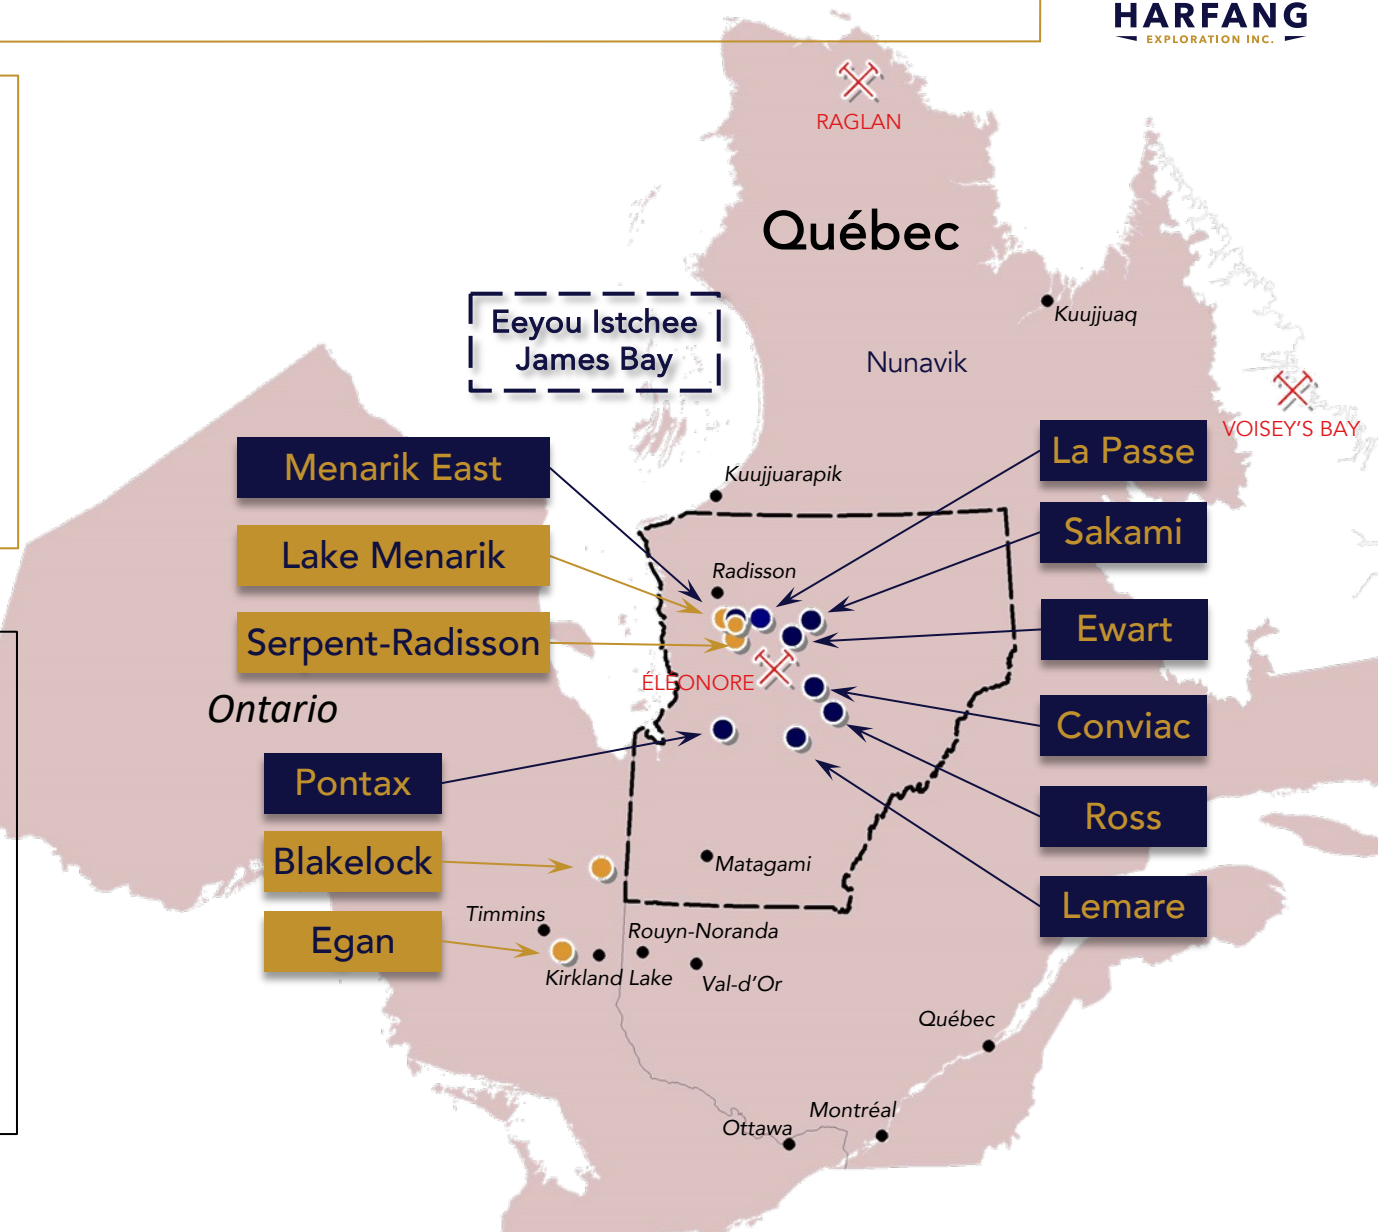 HARFANG
EXPLORATION INC.
RAGLAN
Québec
Kuujjuaq
Eeyou Istchee
James Bay
Nunavik
VOISEY'S BAY
Menarik East
Kuujjuarapik
La Passe
Lake Menarik
Sakami
Radisson
Serpent-Radisson
Ewart
ÉLÉONORE
Ontario
Conviac
Pontax
Ross
Blakelock
Matagami
Lemare
Timmins
Egan
Rouyn-Noranda
Kirkland Lake
Val-d'Or
Québec
Montréal
Ottawa